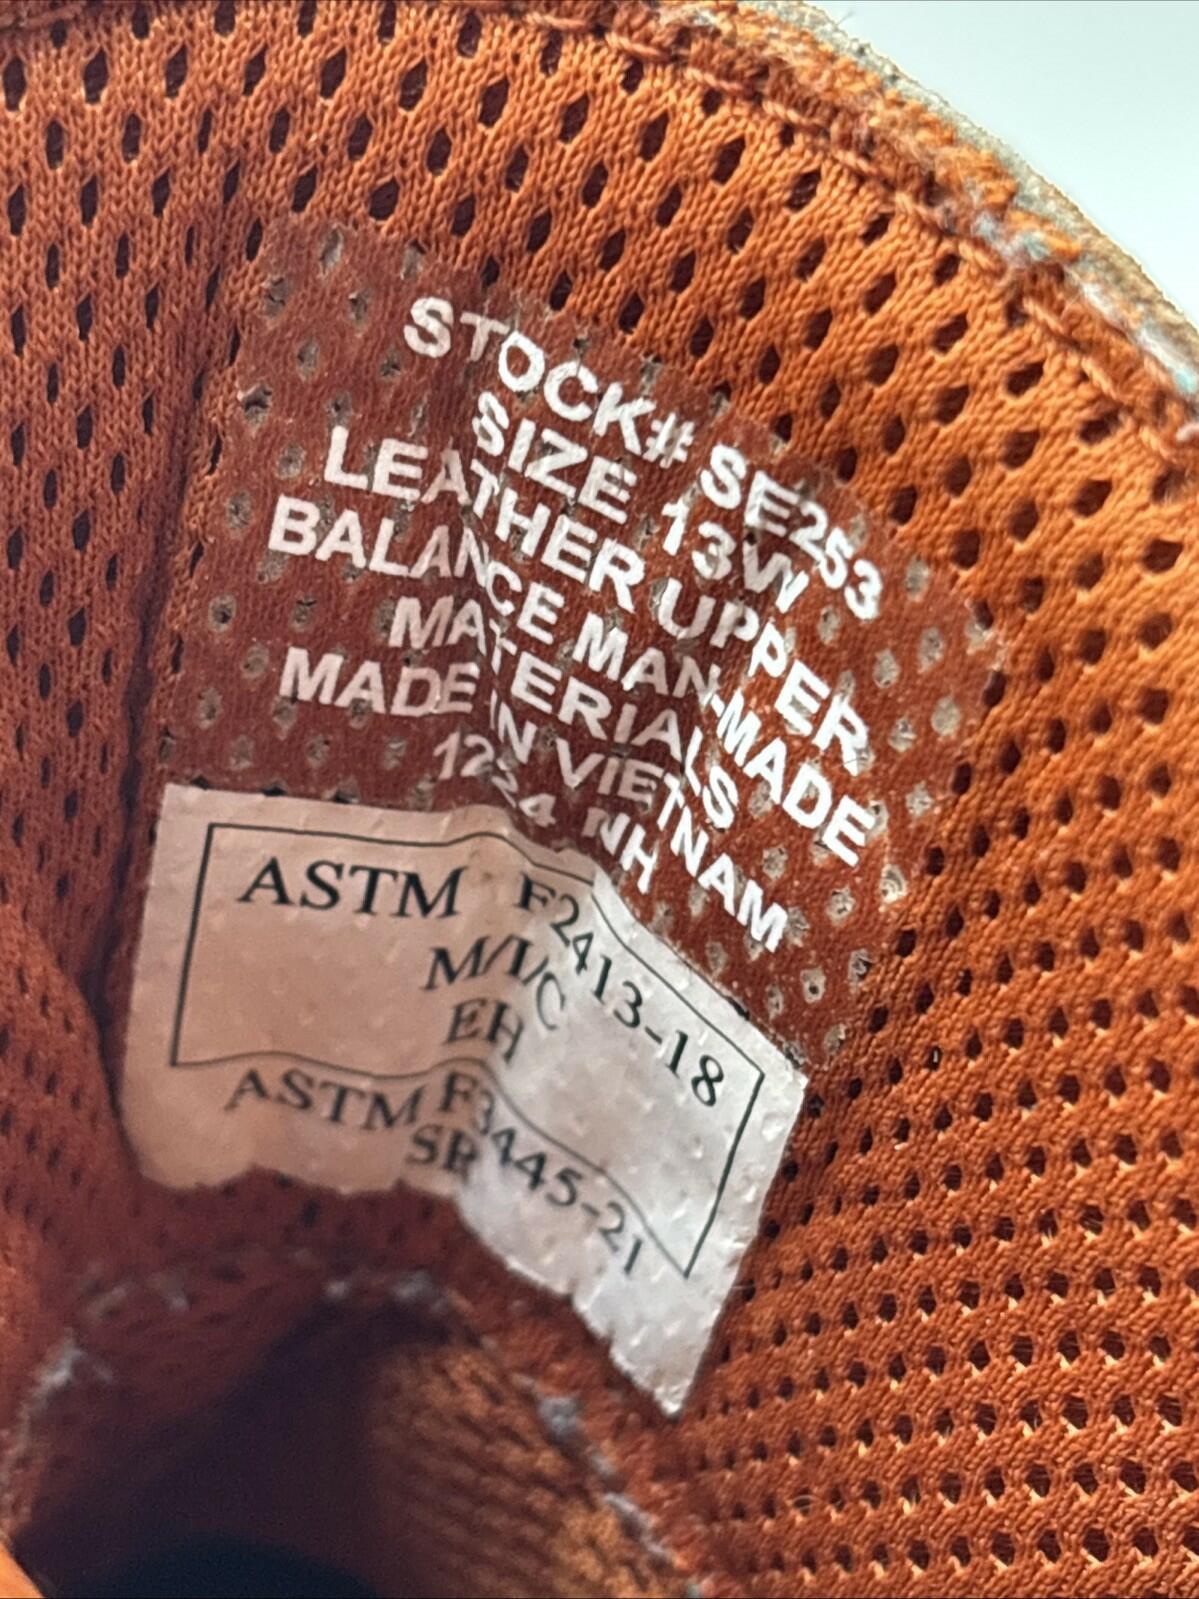 STOCK# SE253
SIZE 13W
LEATHER UPPER
BALANCE MAN-MADE
MATERIALS
MADE IN VIETNAM
1224 NH
ASTM F2413-18
M/I/C
EH
ASTM F3445-21
SR